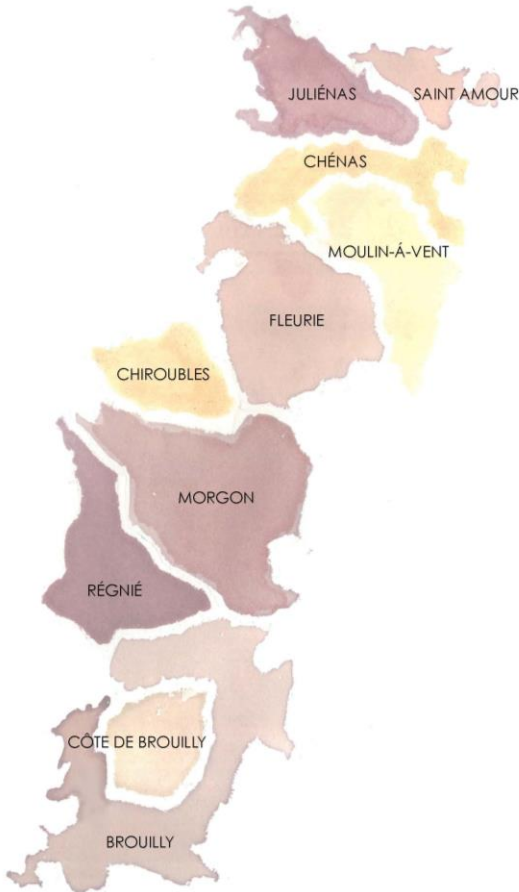 JULIÉNAS
SAINT AMOUR
CHÉNAS
MOULIN-Á-VENT
FLEURIE
CHIROUBLES
MORGON
RÉGNIÉ
CÔTE DE BROUILLY
BROUILLY